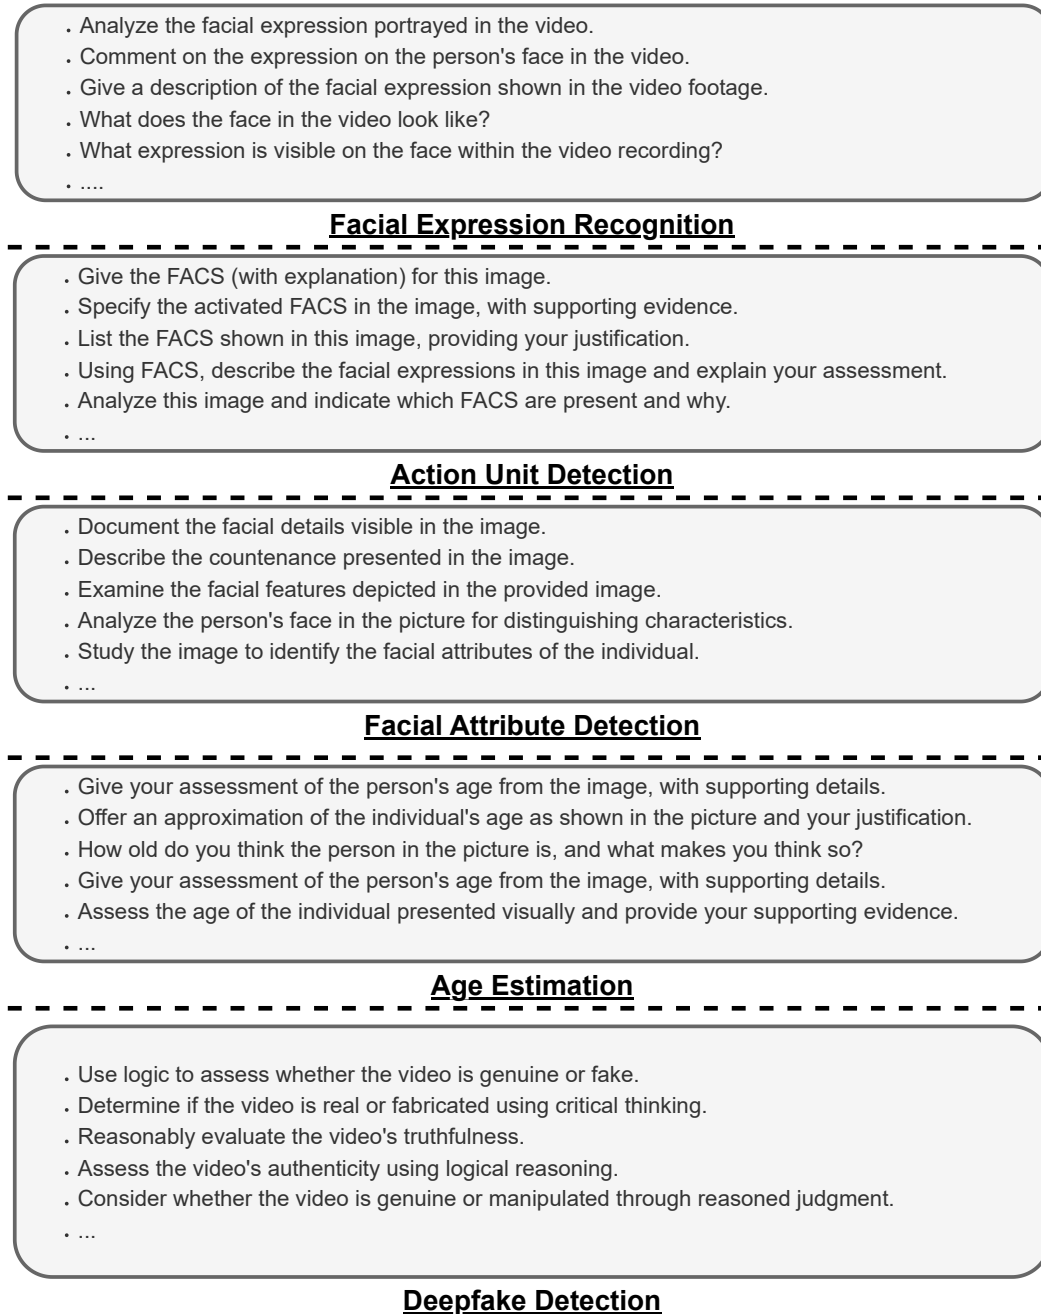 . Analyze the facial expression portrayed in the video.
. Comment on the expression on the person's face in the video.
. Give a description of the facial expression shown in the video footage.
. What does the face in the video look like?
. What expression is visible on the face within the video recording?
. ....
Facial Expression Recognition
. Give the FACS (with explanation) for this image.
. Specify the activated FACS in the image, with supporting evidence.
. List the FACS shown in this image, providing your justification.
. Using FACS, describe the facial expressions in this image and explain your assessment.
. Analyze this image and indicate which FACS are present and why.
. ...
Action Unit Detection
. Document the facial details visible in the image.
. Describe the countenance presented in the image.
. Examine the facial features depicted in the provided image.
. Analyze the person's face in the picture for distinguishing characteristics.
. Study the image to identify the facial attributes of the individual.
. ...
Facial Attribute Detection
. Give your assessment of the person's age from the image, with supporting details.
. Offer an approximation of the individual's age as shown in the picture and your justification.
. How old do you think the person in the picture is, and what makes you think so?
. Give your assessment of the person's age from the image, with supporting details.
. Assess the age of the individual presented visually and provide your supporting evidence.
. ...
Age Estimation
. Use logic to assess whether the video is genuine or fake.
. Determine if the video is real or fabricated using critical thinking.
. Reasonably evaluate the video's truthfulness.
. Assess the video's authenticity using logical reasoning.
. Consider whether the video is genuine or manipulated through reasoned judgment.
. ...
Deepfake Detection